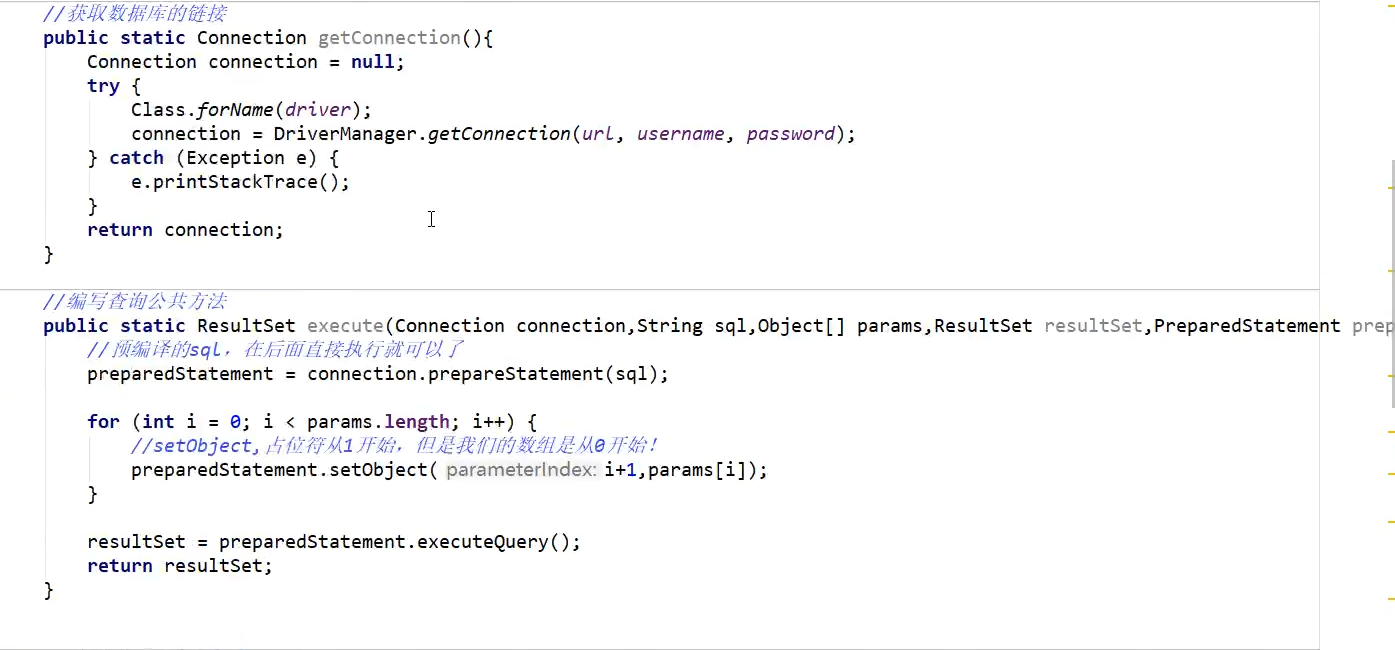 //获取数据库的链接
public static Connection getConnection(){
Connection connection = null;
try {
Class.forName(driver);
connection = DriverManager.getConnection(url, username, password);
} catch (Exception e) {
e.printStackTrace();
}
return connection;
}
//编写查询公共方法
public static ResultSet execute(Connection connection,String sql,Object[] params,ResultSet resultSet,PreparedStatement prep
//预编译的sql，在后面直接执行就可以了
preparedStatement = connection.prepareStatement(sql);
for (int i = 0; i < params.length; i++) {
//setObject,占位符从1开始，但是我们的数组是从0开始！
preparedStatement.setObject( parameterIndex: i+1,params[i]);
}
resultSet = preparedStatement.executeQuery();
return resultSet;
}